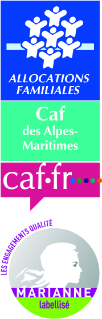 ALLOCATIONS
FAMILIALES
Caf
des Alpes-
Maritimes
caf·fr
LES ENGAGEMENTS QUALITÉ
MARIANNE
labellisé